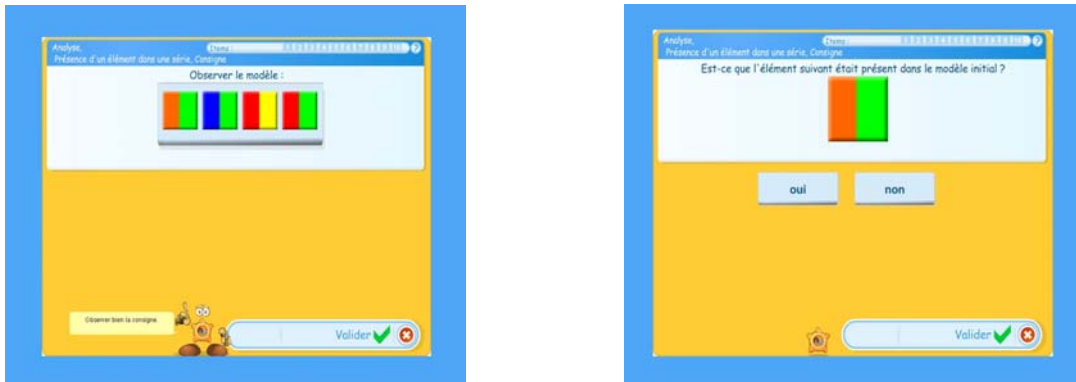 Analyse,
Items :
Présence d'un élément dans une série, Consigne
Observer le modèle :
Observer bien la consigne
Valider
Analyse,
Items :
Présence d'un élément dans une série, Consigne
Est-ce que l'élément suivant était présent dans le modèle initial ?
oui
non
Valider